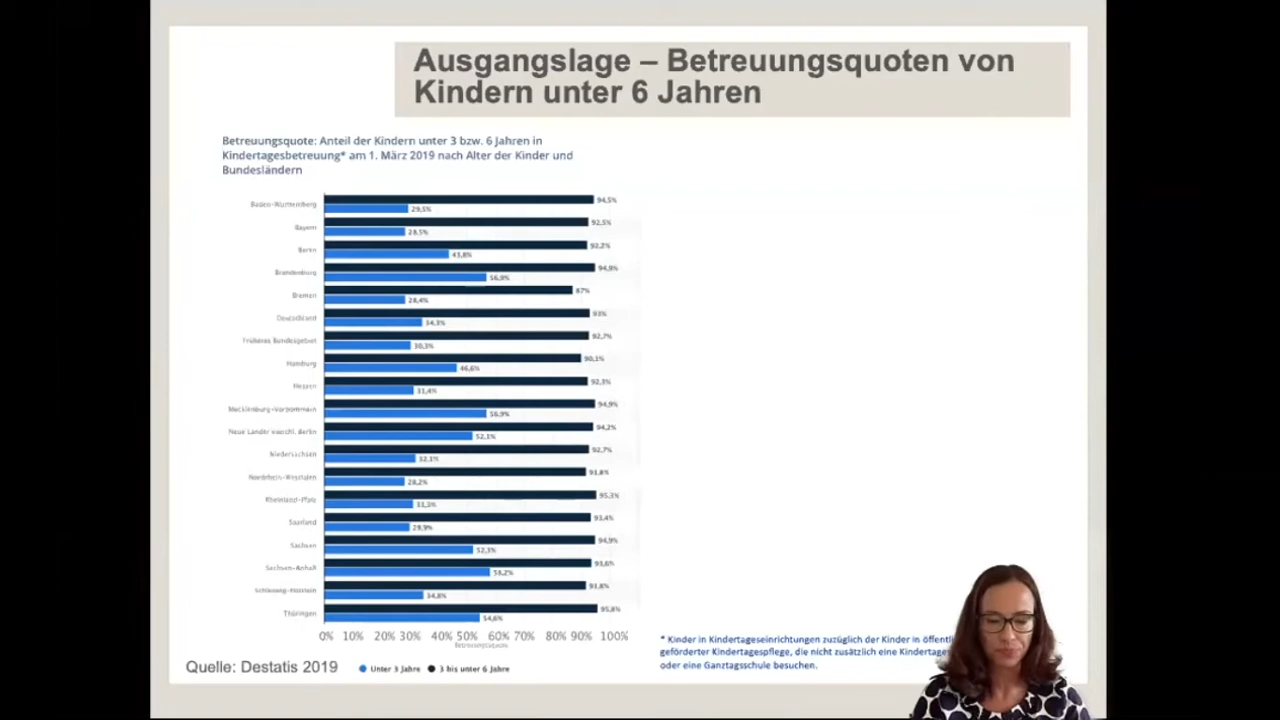 Ausgangslage – Betreuungsquoten von
Kindern unter 6 Jahren
Betreuungsquote: Anteil der Kindern unter 3 bzw. 6 Jahren in
Kindertagesbetreuung* am 1. März 2019 nach Alter der Kinder und
Bundesländern
Baden-Württemberg 94,5%
29,5%
Bayern 92,5%
28,5%
Berlin 92,2%
43,8%
Brandenburg 94,9%
56,9%
Bremen 87%
28,4%
Deutschland 93%
34,3%
Früheres Bundesgebiet 92,7%
30,3%
Hamburg 90,1%
46,6%
Hessen
31,4%
Mecklenburg-Vorpommern 94,9%
56,9%
Neue Länder einschl. Berlin 94,2%
52,1%
Niedersachsen 92,7%
32,1%
Nordrhein-Westfalen 91,8%
28,2%
Rheinland-Pfalz 95,1%
Saarland 93,4%
29,9%
Sachsen 94,9%
52,3%
Sachsen-Anhalt 93,6%
58,2%
Schleswig-Holstein 91,8%
34,8%
Thüringen 95,8%
54,6%
0% 10% 20% 30% 40% 50% 60% 70% 80% 90% 100%
Betreuungsquote
Quelle: Destatis 2019
Unter 3 Jahre 3 bis unter 6 Jahre
* Kinder in Kindertageseinrichtungen zuzüglich der Kinder in öffentli
geförderter Kindertagespflege, die nicht zusätzlich eine Kindertages
oder eine Ganztagsschule besuchen.